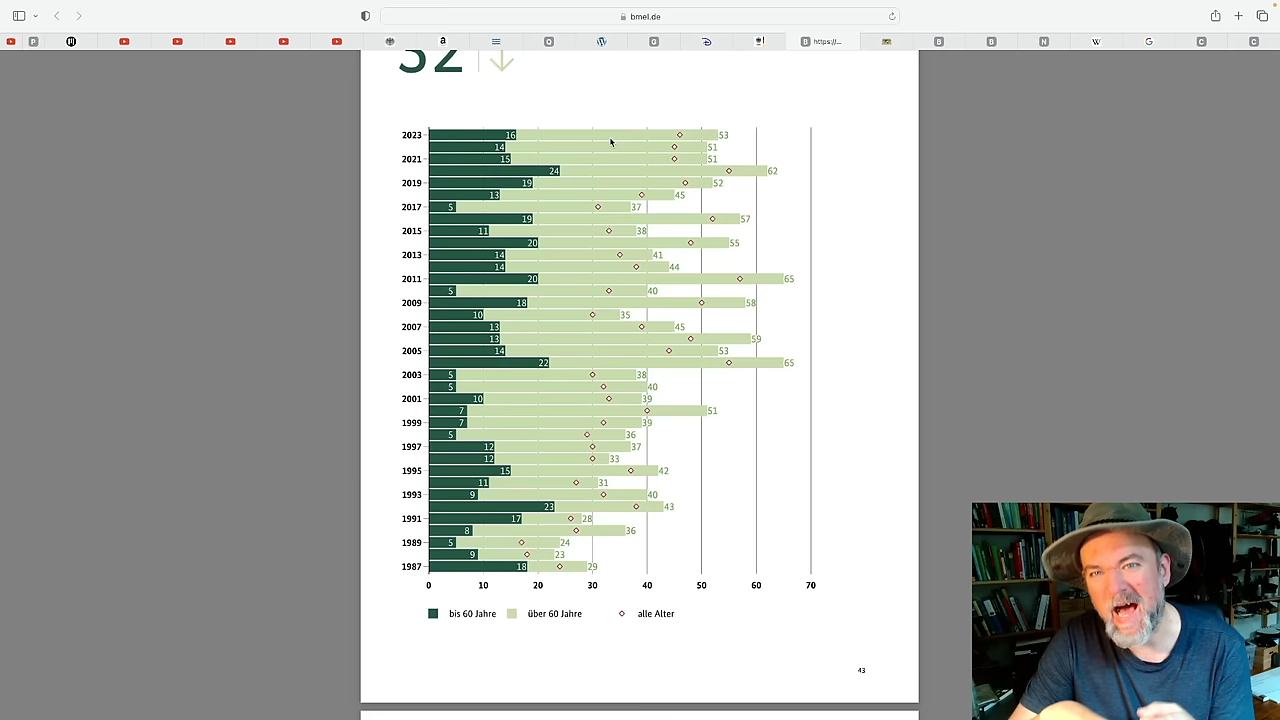 bmel.de
https://...
32
2023 16 53
14 51
2021 15 51
24 62
2019 19 52
13 45
2017 5 37
19 57
2015 11 38
20 55
2013 14 41
14 44
2011 20 65
5 40
2009 18 58
10 35
2007 13 45
13 59
2005 14 53
22 65
2003 5 38
5 40
2001 10 39
7 51
1999 7 39
5 36
1997 12 37
12 33
1995 15 42
11 31
1993 9 40
23 43
1991 17 28
8 36
1989 5 24
9 23
1987 18 29
0 10 20 30 40 50 60 70
bis 60 Jahre über 60 Jahre alle Alter
43